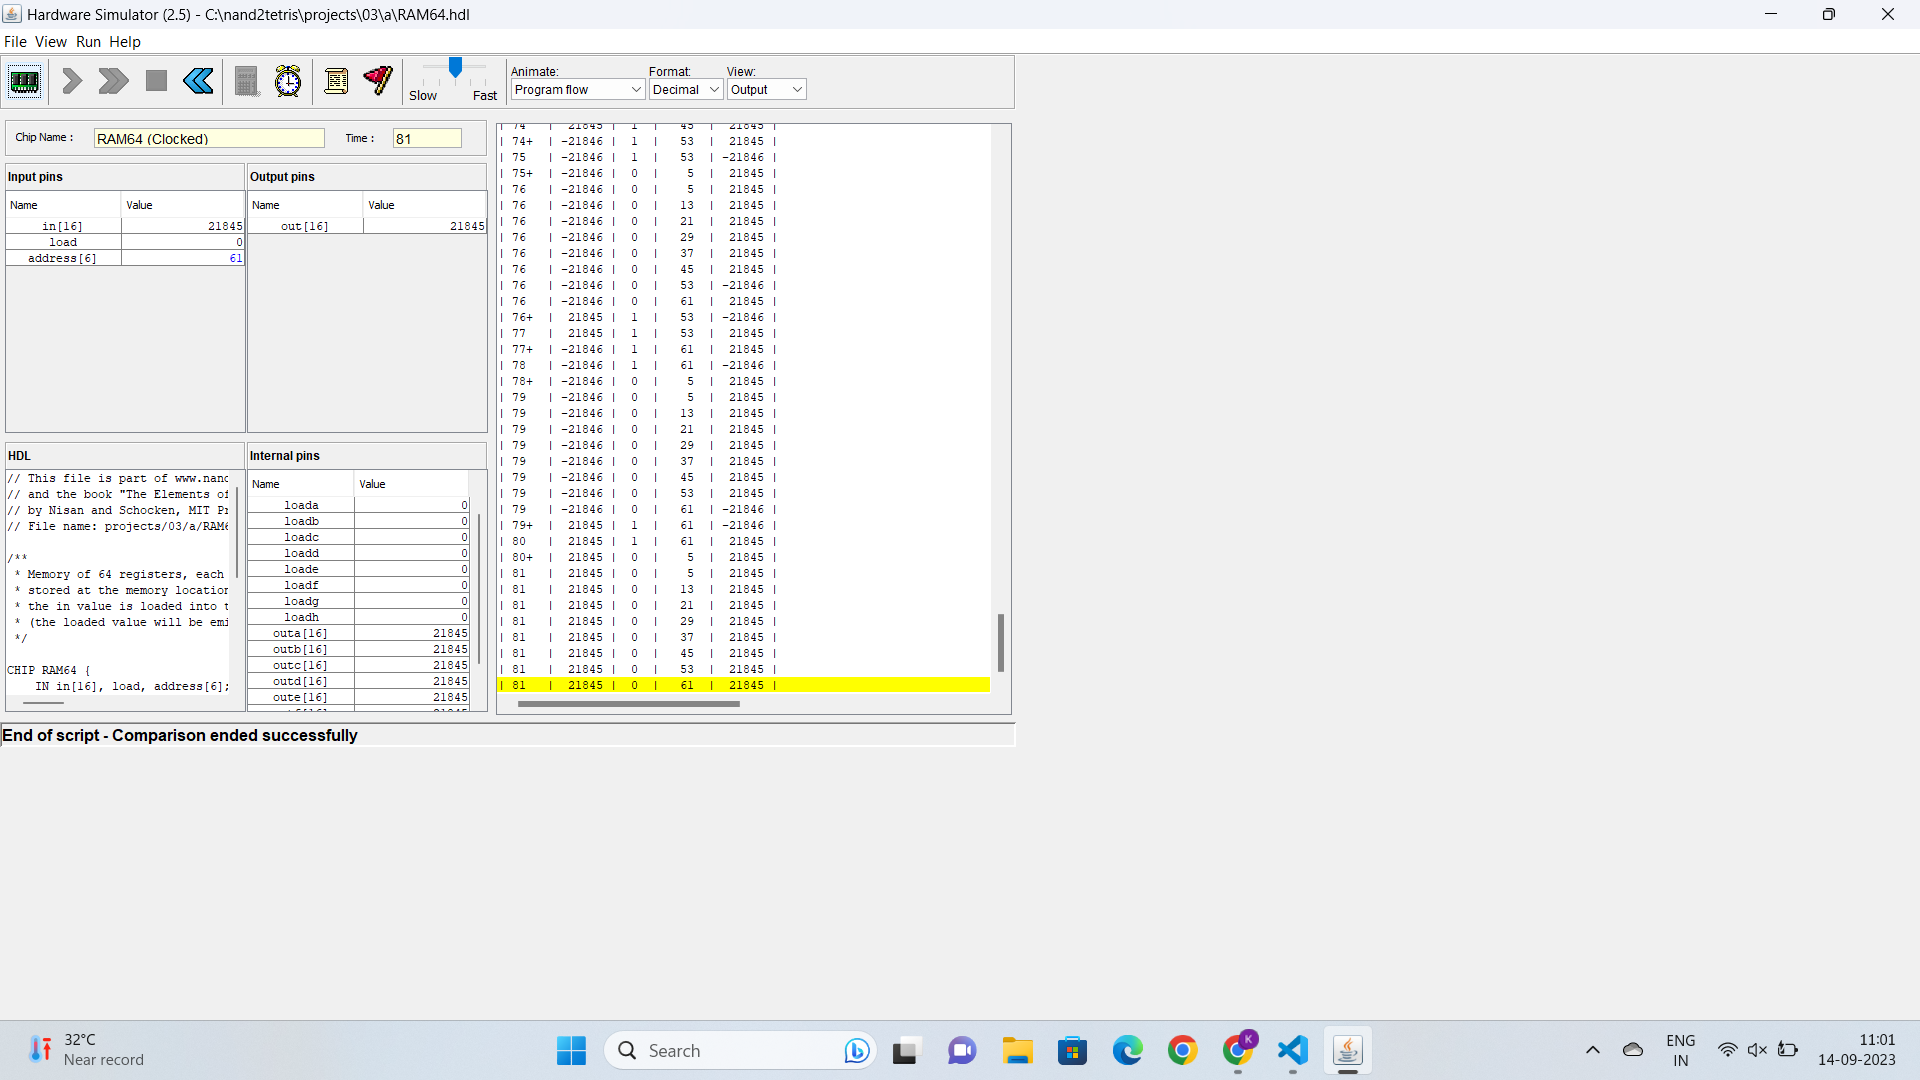 Hardware Simulator (2.5) - C:\nand2tetris\projects\03\a\RAM64.hdl
File View Run Help
Slow Fast
Animate:
Program flow
Format:
Decimal
View:
Output
Chip Name :
RAM64 (Clocked)
Time :
81
Input pins
Name Value
in[16] 21845
load 0
address[6] 61
Output pins
Name Value
out[16] 21845
HDL
// This file is part of www.nand
// and the book "The Elements of
// by Nisan and Schocken, MIT Pr
// File name: projects/03/a/RAM6
/**
* Memory of 64 registers, each
* stored at the memory location
* the in value is loaded into t
* (the loaded value will be emi
*/
CHIP RAM64 {
IN in[16], load, address[6];
Internal pins
Name Value
loada 0
loadb 0
loadc 0
loadd 0
loade 0
loadf 0
loadg 0
loadh 0
outa[16] 21845
outb[16] 21845
outc[16] 21845
outd[16] 21845
oute[16] 21845
| 74 | 21845 | 1 | 45 | 21845 |
| 74+ | -21846 | 1 | 53 | 21845 |
| 75 | -21846 | 1 | 53 | -21846 |
| 75+ | -21846 | 0 | 5 | 21845 |
| 76 | -21846 | 0 | 5 | 21845 |
| 76 | -21846 | 0 | 13 | 21845 |
| 76 | -21846 | 0 | 21 | 21845 |
| 76 | -21846 | 0 | 29 | 21845 |
| 76 | -21846 | 0 | 37 | 21845 |
| 76 | -21846 | 0 | 45 | 21845 |
| 76 | -21846 | 0 | 53 | -21846 |
| 76 | -21846 | 0 | 61 | 21845 |
| 76+ | 21845 | 1 | 53 | -21846 |
| 77 | 21845 | 1 | 53 | 21845 |
| 77+ | -21846 | 1 | 61 | 21845 |
| 78 | -21846 | 1 | 61 | -21846 |
| 78+ | -21846 | 0 | 5 | 21845 |
| 79 | -21846 | 0 | 5 | 21845 |
| 79 | -21846 | 0 | 13 | 21845 |
| 79 | -21846 | 0 | 21 | 21845 |
| 79 | -21846 | 0 | 29 | 21845 |
| 79 | -21846 | 0 | 37 | 21845 |
| 79 | -21846 | 0 | 45 | 21845 |
| 79 | -21846 | 0 | 53 | 21845 |
| 79 | -21846 | 0 | 61 | -21846 |
| 79+ | 21845 | 1 | 61 | -21846 |
| 80 | 21845 | 1 | 61 | 21845 |
| 80+ | 21845 | 0 | 5 | 21845 |
| 81 | 21845 | 0 | 5 | 21845 |
| 81 | 21845 | 0 | 13 | 21845 |
| 81 | 21845 | 0 | 21 | 21845 |
| 81 | 21845 | 0 | 29 | 21845 |
| 81 | 21845 | 0 | 37 | 21845 |
| 81 | 21845 | 0 | 45 | 21845 |
| 81 | 21845 | 0 | 53 | 21845 |
| 81 | 21845 | 0 | 61 | 21845 |
End of script - Comparison ended successfully
32°C
Near record
Search
K
ENG
IN
11:01
14-09-2023